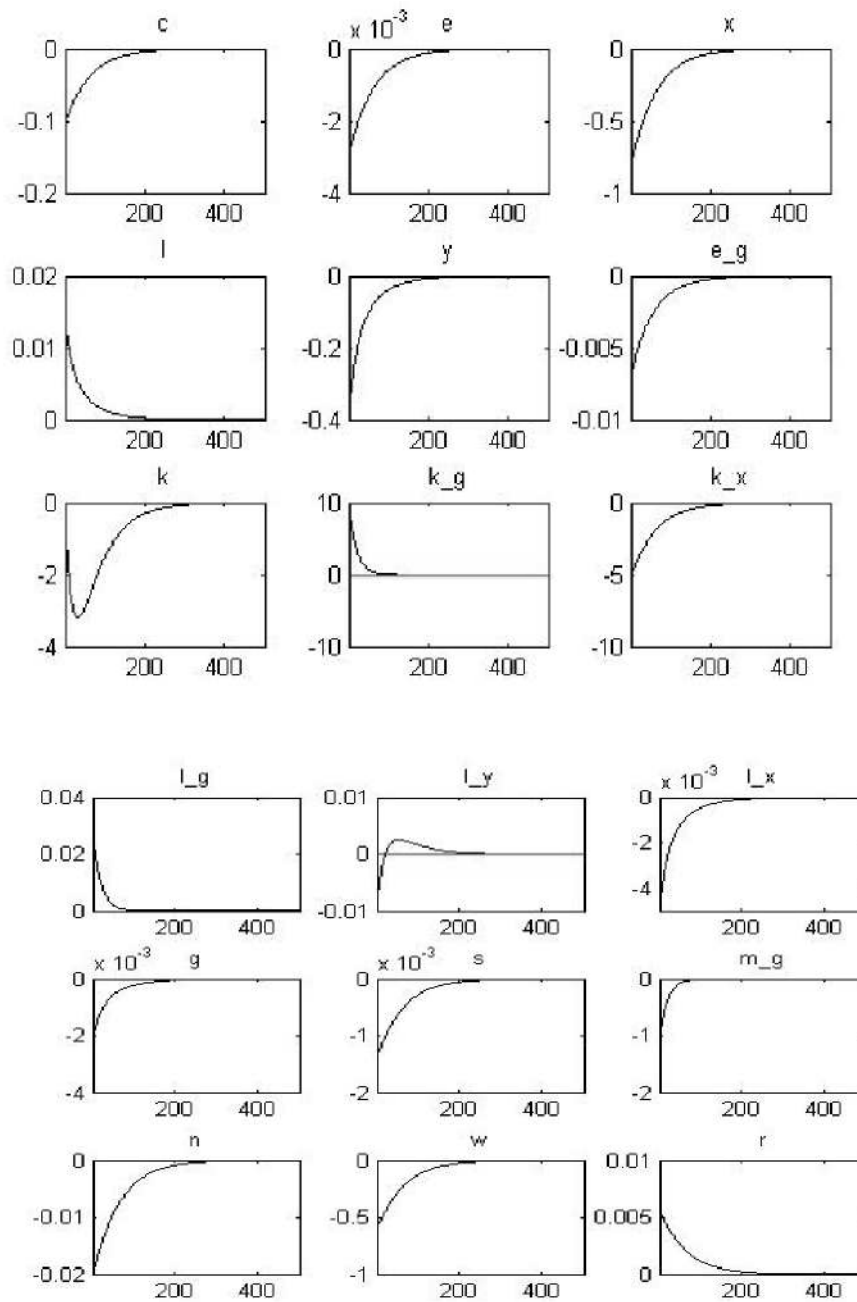 c × 10⁻³ e x
0 0 0
-0.1 -2 -0.5
-0.2 -4 -1
200 400 200 400 200 400
l y e_g
0.02 0 0
0.01 -0.2 -0.005
0 -0.4 -0.01
200 400 200 400 200 400
k k_g k_x
0 10 0
-2 0 -5
-4 -10 -10
200 400 200 400 200 400
l_g l_y × 10⁻³ l_x
0.04 0.01 0
0.02 0 -2
0 -0.01 -4
200 400 200 400 200 400
× 10⁻³ g × 10⁻³ s m_g
0 0 0
-2 -1 -1
-4 -2 -2
200 400 200 400 200 400
n w r
0 0 0.01
-0.01 -0.5 0.005
-0.02 -1 0
200 400 200 400 200 400